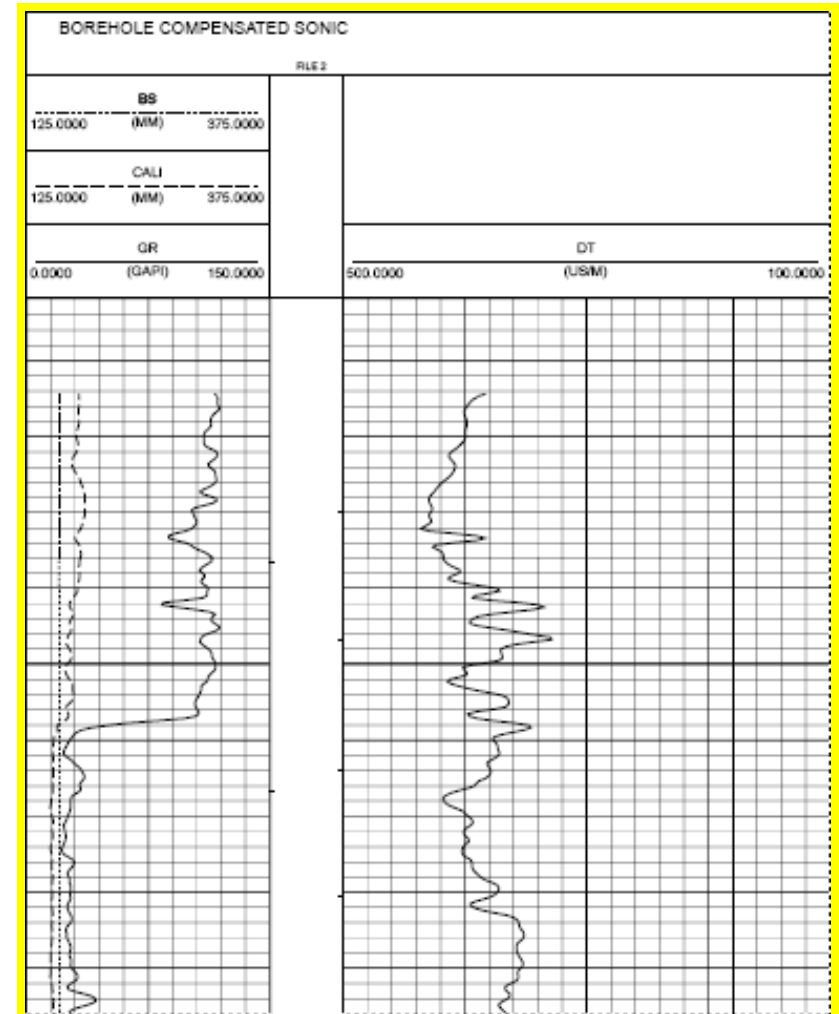 BOREHOLE COMPENSATED SONIC
FILE 2
BS
125.0000 (MM) 375.0000
CALI
125.0000 (MM) 375.0000
GR
0.0000 (GAPI) 150.0000
DT
500.0000 (US/M) 100.0000